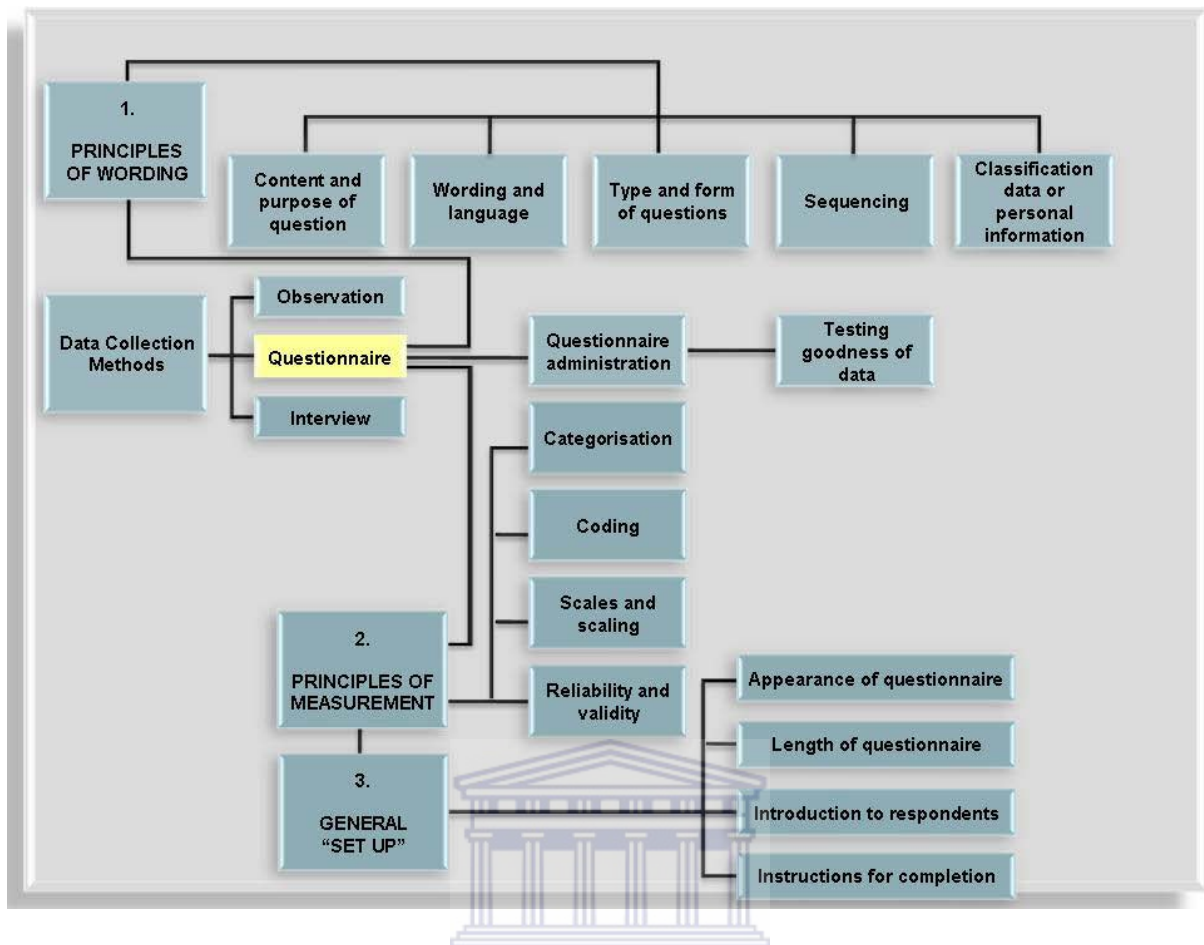 1.
PRINCIPLES
OF WORDING
Content and
purpose of
question
Wording and
language
Type and form
of questions
Sequencing
Classification
data or
personal
information
Data Collection
Methods
Observation
Questionnaire
Interview
Questionnaire
administration
Testing
goodness of
data
Categorisation
Coding
Scales and
scaling
Reliability and
validity
2.
PRINCIPLES OF
MEASUREMENT
3.
GENERAL
“SET UP”
Appearance of questionnaire
Length of questionnaire
Introduction to respondents
Instructions for completion